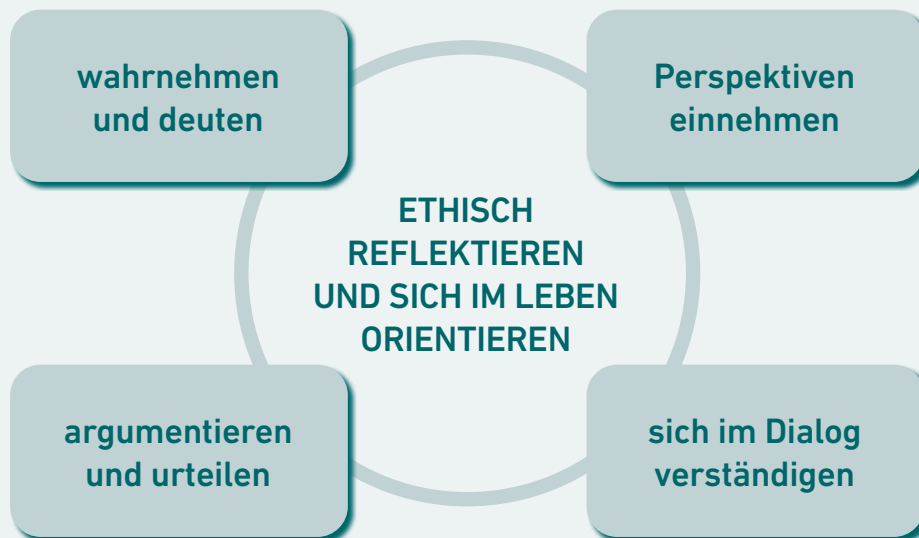 wahrnehmen
und deuten
Perspektiven
einnehmen
ETHISCH
REFLEKTIEREN
UND SICH IM LEBEN
ORIENTIEREN
argumentieren
und urteilen
sich im Dialog
verständigen